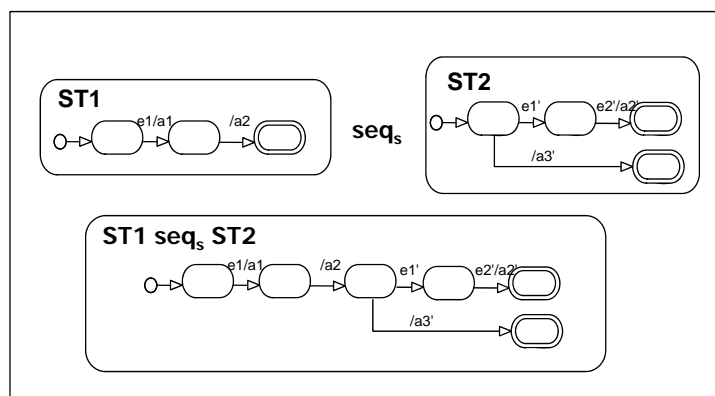 ST1
e1/a1
/a2
seqs
ST2
e1'
e2'/a2'
/a3'
ST1 seqs ST2
e1/a1
/a2
e1'
e2'/a2'
/a3'